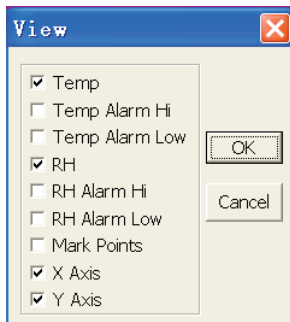 View
Temp
Temp Alarm Hi
Temp Alarm Low
RH
RH Alarm Hi
RH Alarm Low
Mark Points
X Axis
Y Axis
OK
Cancel